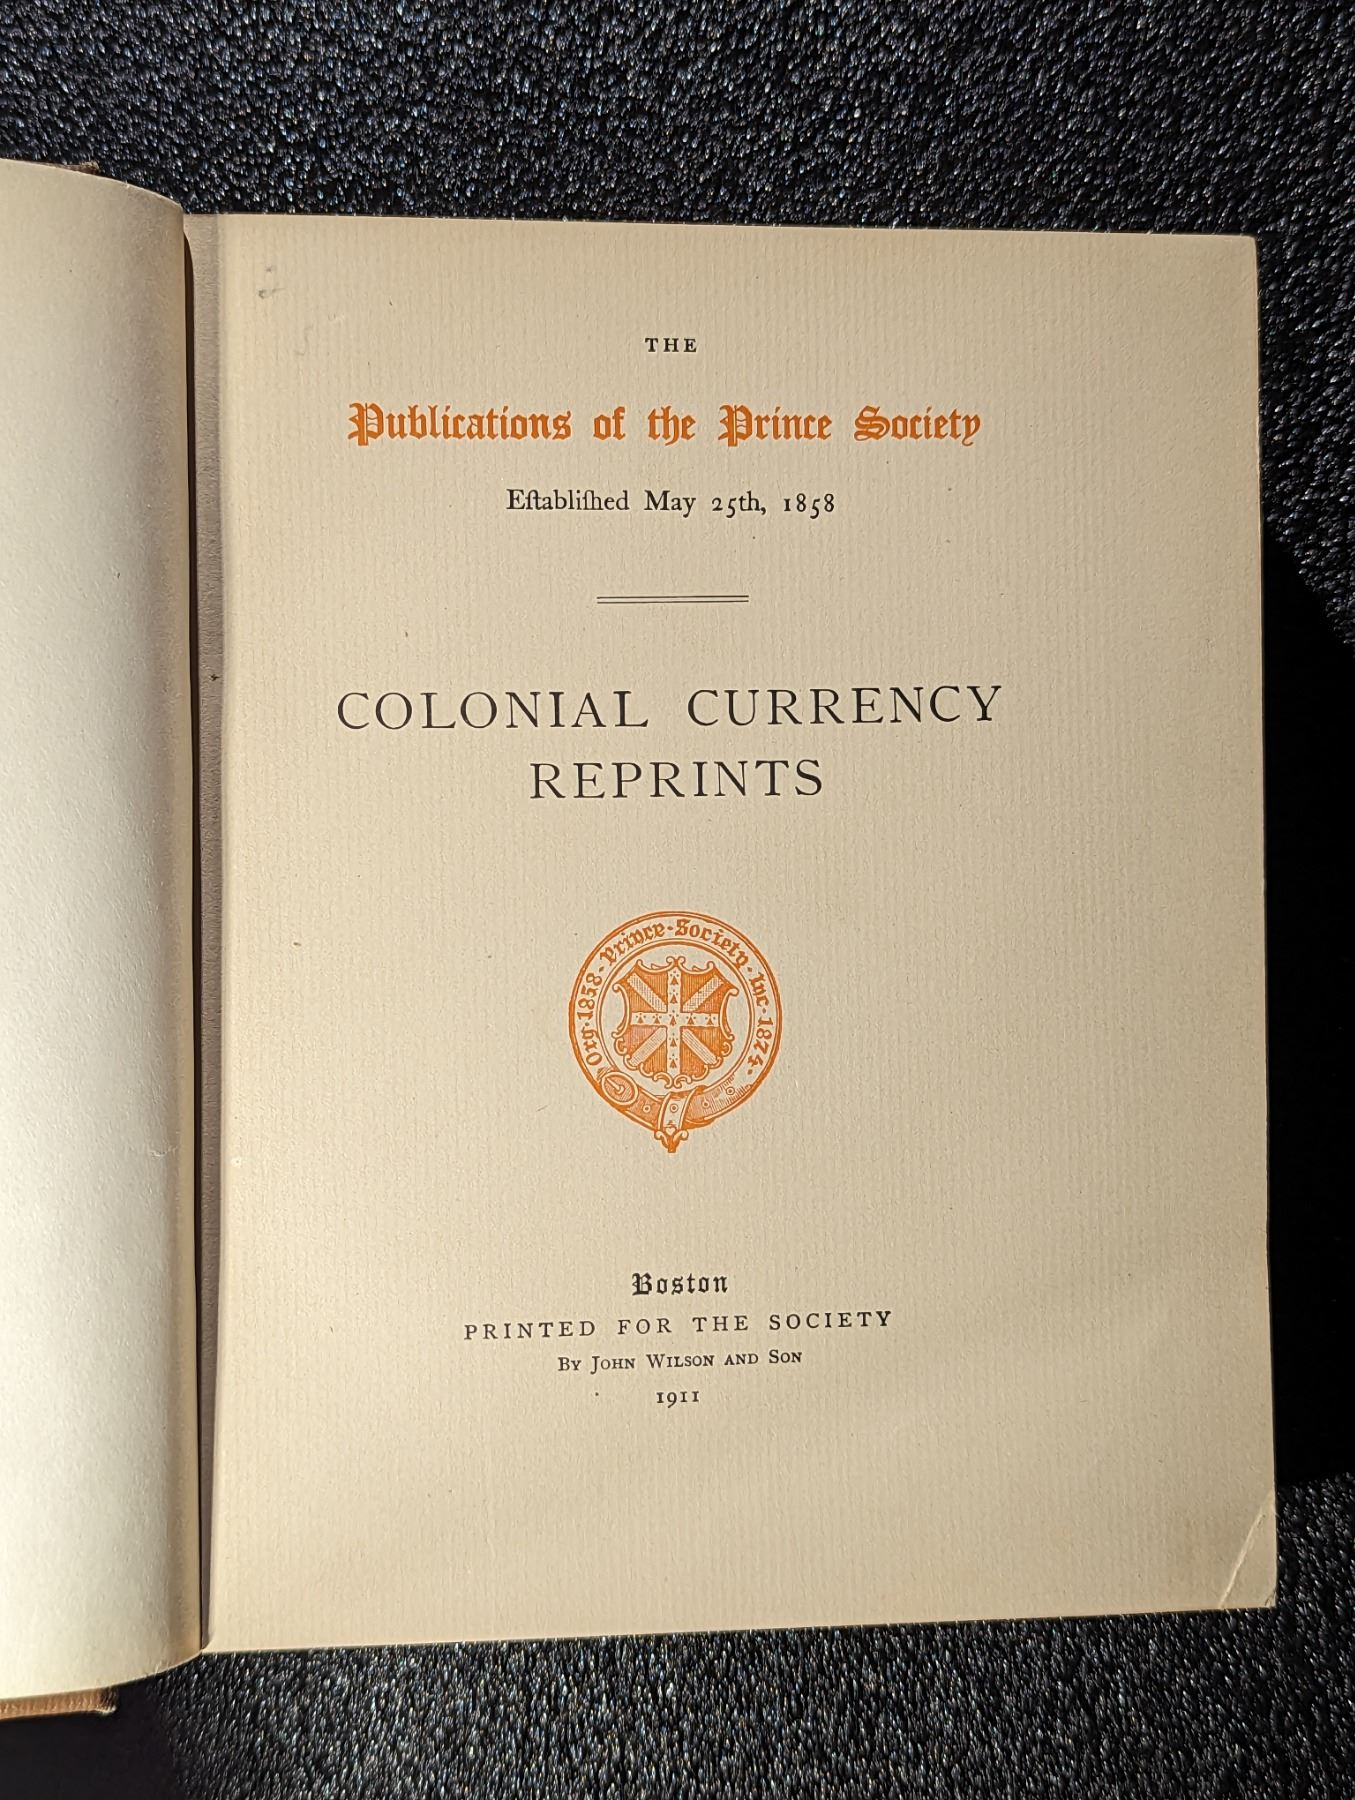 THE
Publications of the Prince Society
Eſtabliſhed May 25th, 1858
COLONIAL CURRENCY
REPRINTS
Org·1858·Prince·Society·Inc·1874·
Boston
PRINTED FOR THE SOCIETY
By John Wilson and Son
1911